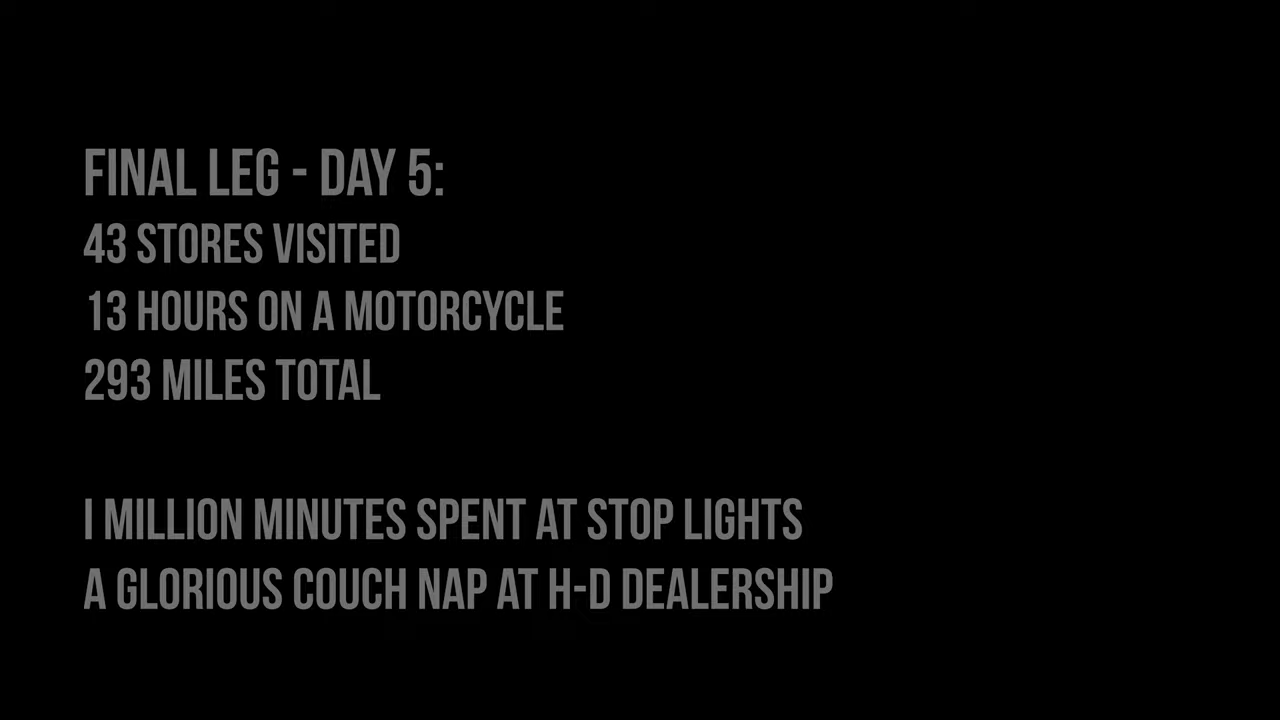 FINAL LEG - DAY 5:
43 STORES VISITED
13 HOURS ON A MOTORCYCLE
293 MILES TOTAL
I MILLION MINUTES SPENT AT STOP LIGHTS
A GLORIOUS COUCH NAP AT H-D DEALERSHIP